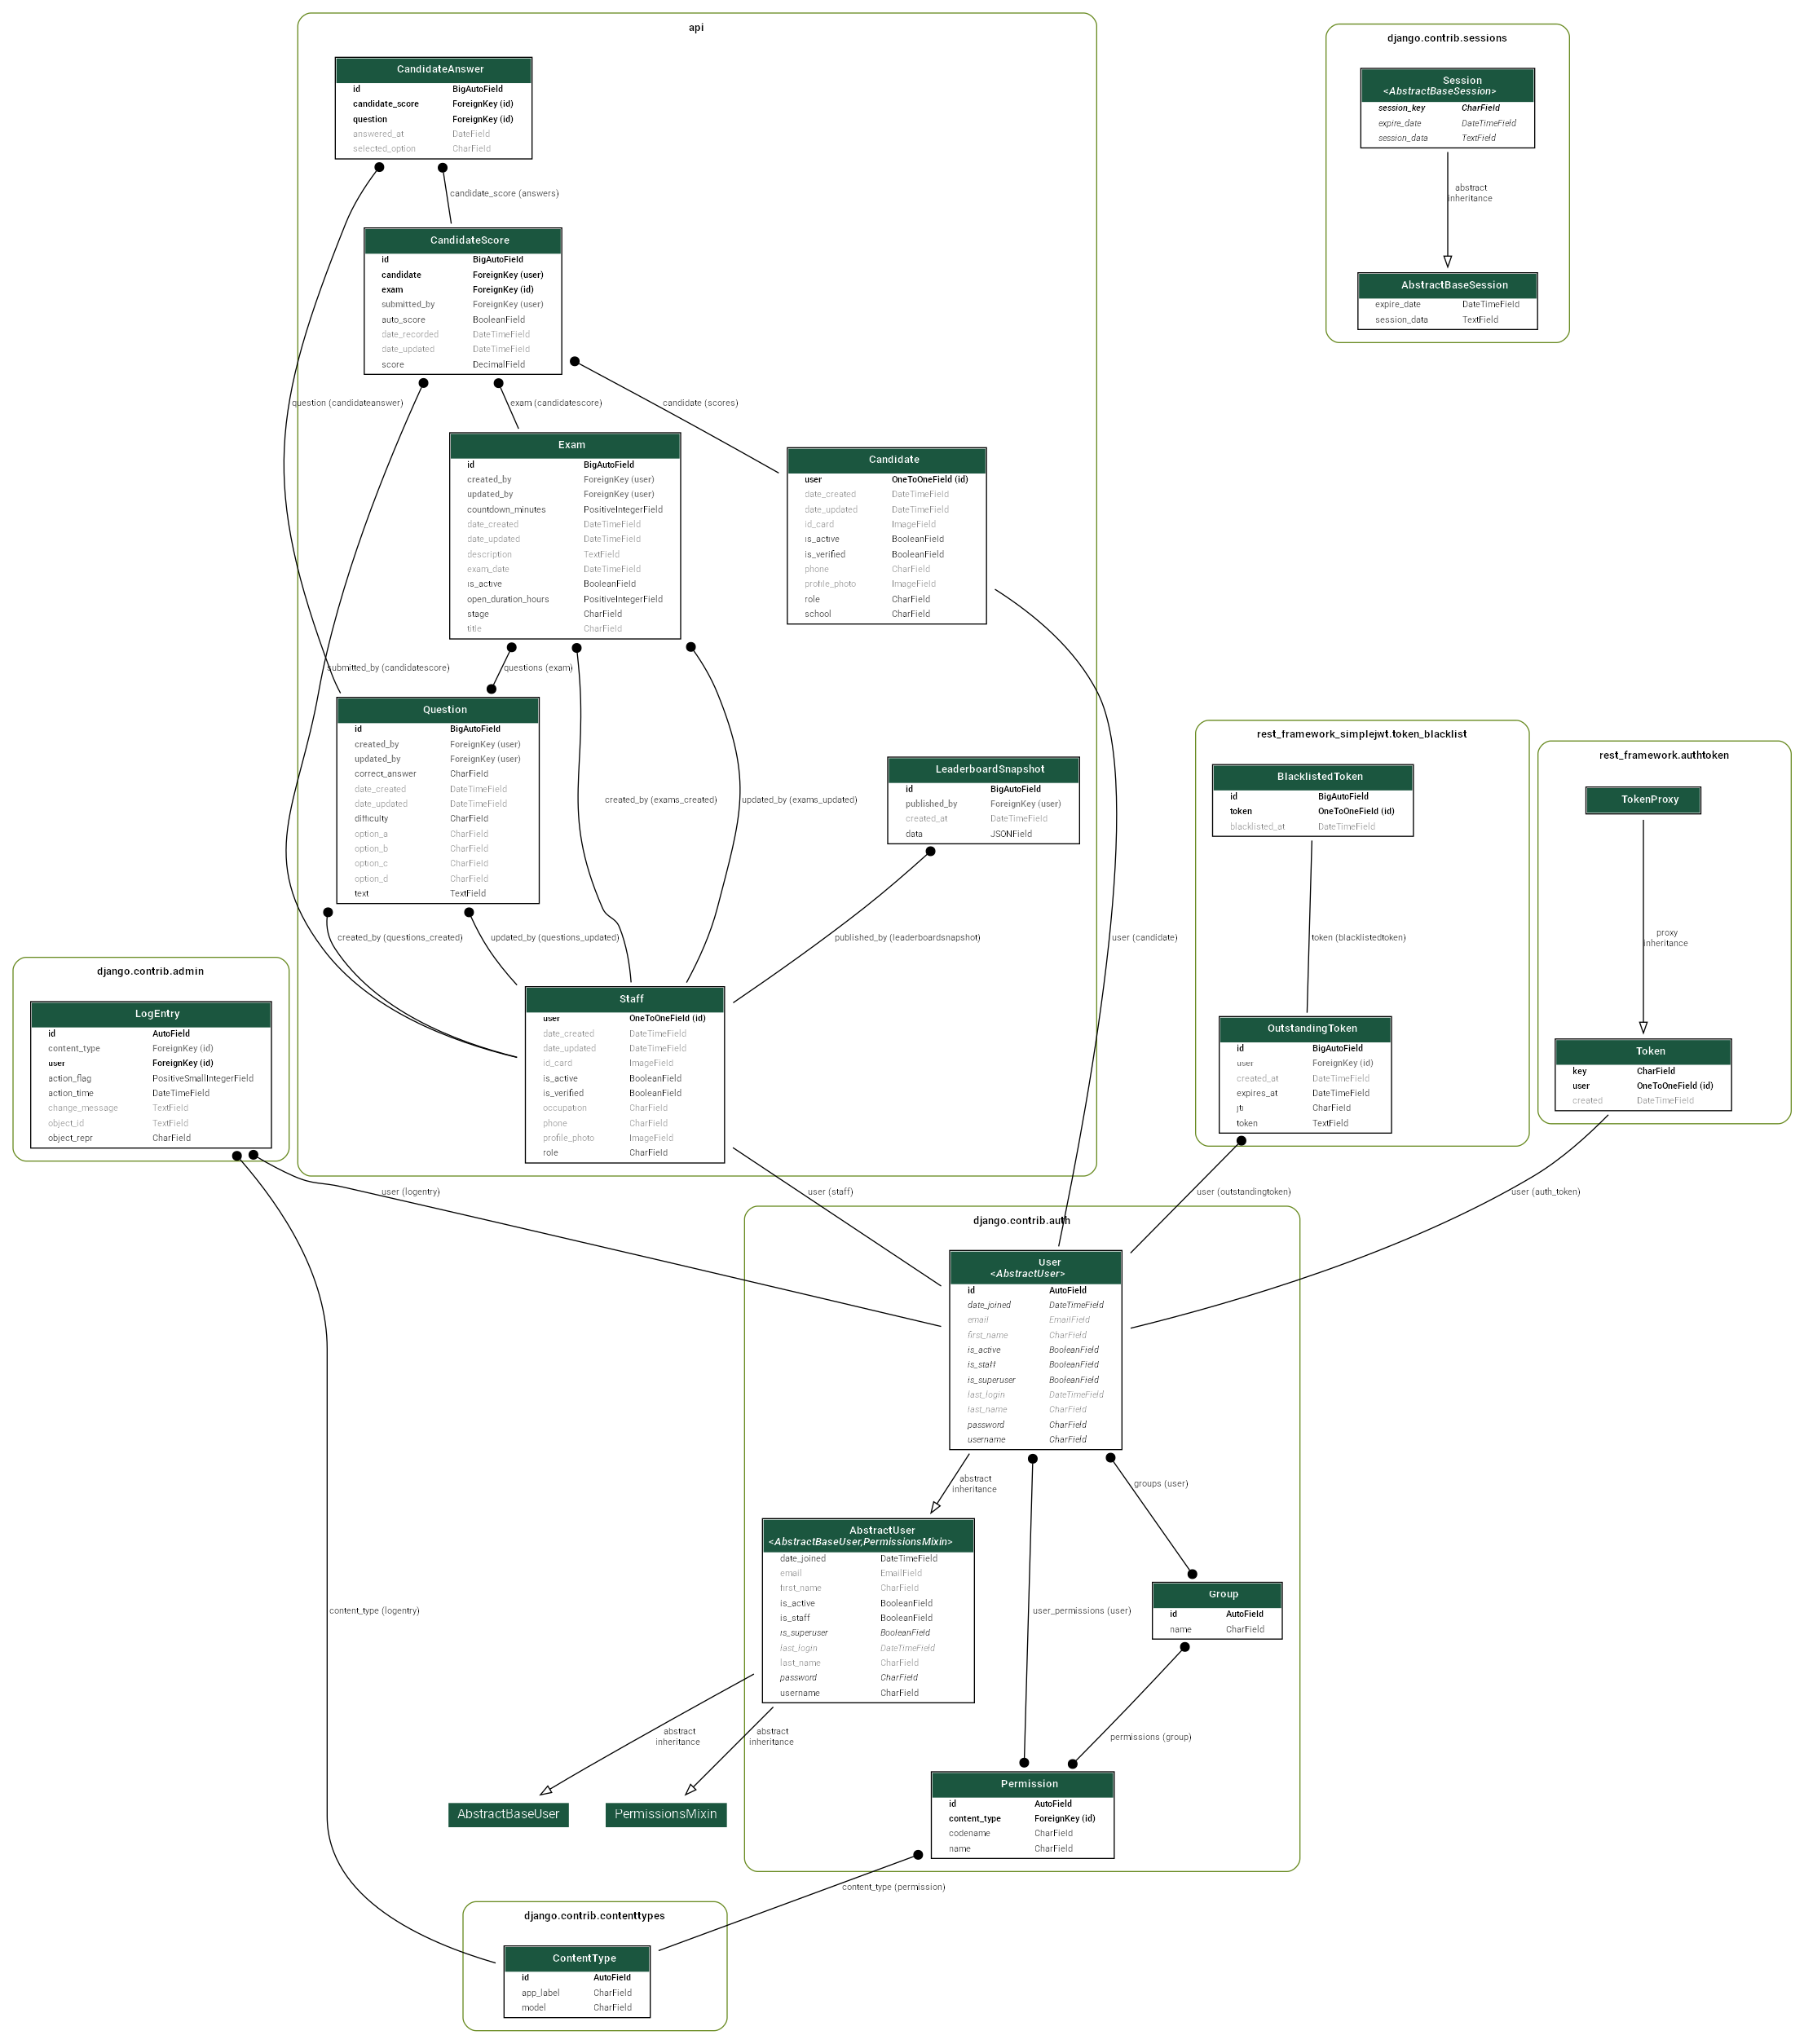 api
CandidateAnswer
id BigAutoField
candidate_score ForeignKey (id)
question ForeignKey (id)
answered_at DateField
selected_option CharField
candidate_score (answers)
CandidateScore
id BigAutoField
candidate ForeignKey (user)
exam ForeignKey (id)
submitted_by ForeignKey (user)
auto_score BooleanField
date_recorded DateTimeField
date_updated DateTimeField
score DecimalField
question (candidateanswer)
exam (candidatescore)
candidate (scores)
Exam
id BigAutoField
created_by ForeignKey (user)
updated_by ForeignKey (user)
countdown_minutes PositiveIntegerField
date_created DateTimeField
date_updated DateTimeField
description TextField
exam_date DateTimeField
is_active BooleanField
open_duration_hours PositiveIntegerField
stage CharField
title CharField
Candidate
user OneToOneField (id)
date_created DateTimeField
date_updated DateTimeField
id_card ImageField
is_active BooleanField
is_verified BooleanField
phone CharField
profile_photo ImageField
role CharField
school CharField
submitted_by (candidatescore)
questions (exam)
Question
id BigAutoField
created_by ForeignKey (user)
updated_by ForeignKey (user)
correct_answer CharField
date_created DateTimeField
date_updated DateTimeField
difficulty CharField
option_a CharField
option_b CharField
option_c CharField
option_d CharField
text TextField
created_by (exams_created)
updated_by (exams_updated)
LeaderboardSnapshot
id BigAutoField
published_by ForeignKey (user)
created_at DateTimeField
data JSONField
created_by (questions_created)
updated_by (questions_updated)
published_by (leaderboardsnapshot)
user (candidate)
Staff
user OneToOneField (id)
date_created DateTimeField
date_updated DateTimeField
id_card ImageField
is_active BooleanField
is_verified BooleanField
occupation CharField
phone CharField
profile_photo ImageField
role CharField
django.contrib.sessions
Session
<AbstractBaseSession>
session_key CharField
expire_date DateTimeField
session_data TextField
abstract
inheritance
AbstractBaseSession
expire_date DateTimeField
session_data TextField
rest_framework_simplejwt.token_blacklist
BlacklistedToken
id BigAutoField
token OneToOneField (id)
blacklisted_at DateTimeField
token (blacklistedtoken)
OutstandingToken
id BigAutoField
user ForeignKey (id)
created_at DateTimeField
expires_at DateTimeField
jti CharField
token TextField
rest_framework.authtoken
TokenProxy
proxy
inheritance
Token
key CharField
user OneToOneField (id)
created DateTimeField
django.contrib.admin
LogEntry
id AutoField
content_type ForeignKey (id)
user ForeignKey (id)
action_flag PositiveSmallIntegerField
action_time DateTimeField
change_message TextField
object_id TextField
object_repr CharField
user (logentry)
user (staff)
user (outstandingtoken)
user (auth_token)
django.contrib.auth
User
<AbstractUser>
id AutoField
date_joined DateTimeField
email EmailField
first_name CharField
is_active BooleanField
is_staff BooleanField
is_superuser BooleanField
last_login DateTimeField
last_name CharField
password CharField
username CharField
abstract
inheritance
groups (user)
AbstractUser
<AbstractBaseUser,PermissionsMixin>
date_joined DateTimeField
email EmailField
first_name CharField
is_active BooleanField
is_staff BooleanField
is_superuser BooleanField
last_login DateTimeField
last_name CharField
password CharField
username CharField
Group
id AutoField
name CharField
content_type (logentry)
user_permissions (user)
abstract
inheritance
abstract
inheritance
permissions (group)
AbstractBaseUser
PermissionsMixin
Permission
id AutoField
content_type ForeignKey (id)
codename CharField
name CharField
content_type (permission)
django.contrib.contenttypes
ContentType
id AutoField
app_label CharField
model CharField